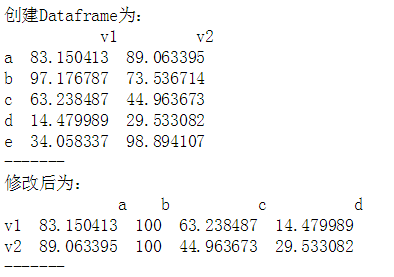 创建Dataframe为:
v1 v2
a 83.150413 89.063395
b 97.176787 73.536714
c 63.238487 44.963673
d 14.479989 29.533082
e 34.058337 98.894107
-------
修改后为:
a b c d
v1 83.150413 100 63.238487 14.479989
v2 89.063395 100 44.963673 29.533082
-------